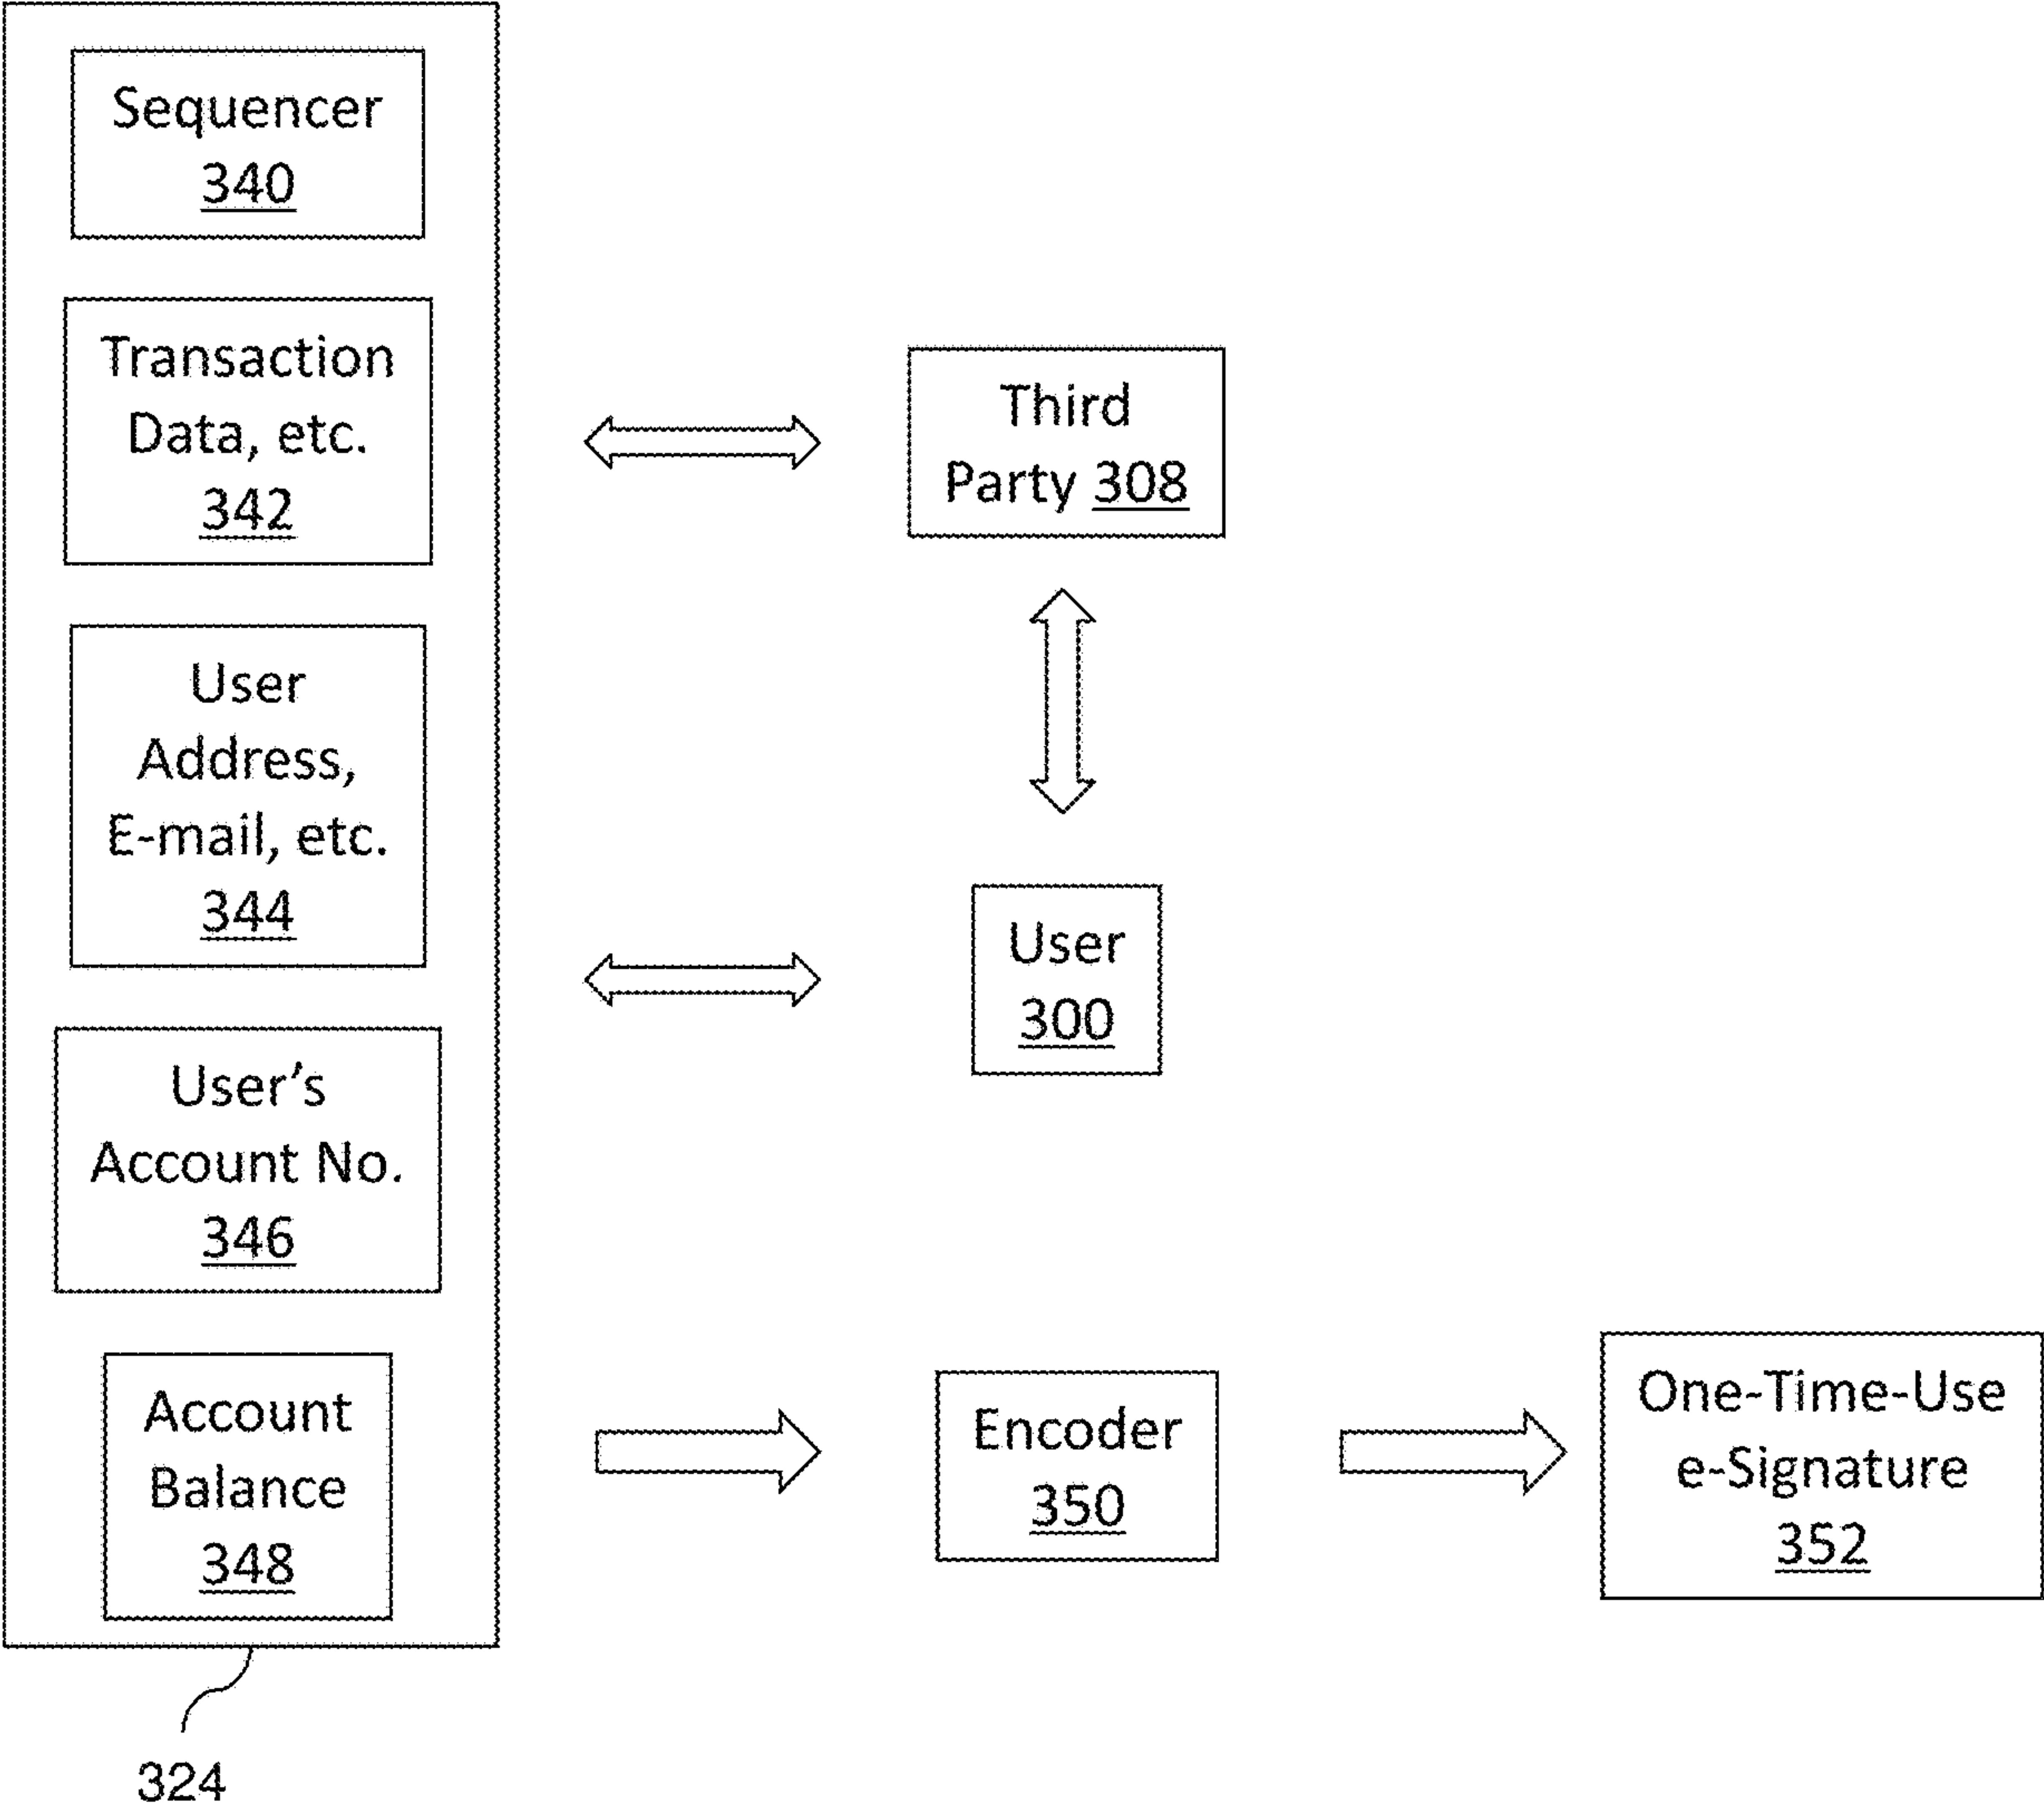 Sequencer
340
Transaction
Data, etc.
342
User
Address,
E-mail, etc.
344
User's
Account No.
346
Account
Balance
348
324
Third
Party 308
User
300
Encoder
350
One-Time-Use
e-Signature
352